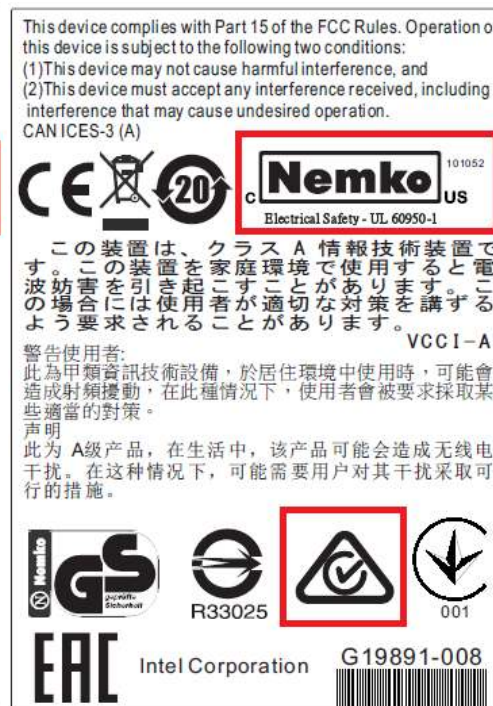 This device complies with Part 15 of the FCC Rules. Operation o
this device is subject to the following two conditions:
(1)This device may not cause harmful interference, and
(2)This device must accept any interference received, including
interference that may cause undesired operation.
CAN ICES-3 (A)
CE 20 C Nemko 101052 US
Electrical Safety - UL 60950-1
この装置は、クラス A 情報技術装置で
す。この装置を家庭環境で使用すると電
波妨害を引き起こすことがあります。こ
の場合には使用者が適切な対策を講ずる
よう要求されることがあります。
VCCI-A
警告使用者:
此為甲類資訊技術設備，於居住環境中使用時，可能會
造成射頻擾動，在此種情況下，使用者會被要求採取某
些適當的對策。
声明
此为 A级产品，在生活中，该产品可能会造成无线电
干扰。在这种情况下，可能需要用户对其干扰采取可
行的措施。
Nemko GS geprüfte Sicherheit
R33025
001
EAC Intel Corporation G19891-008